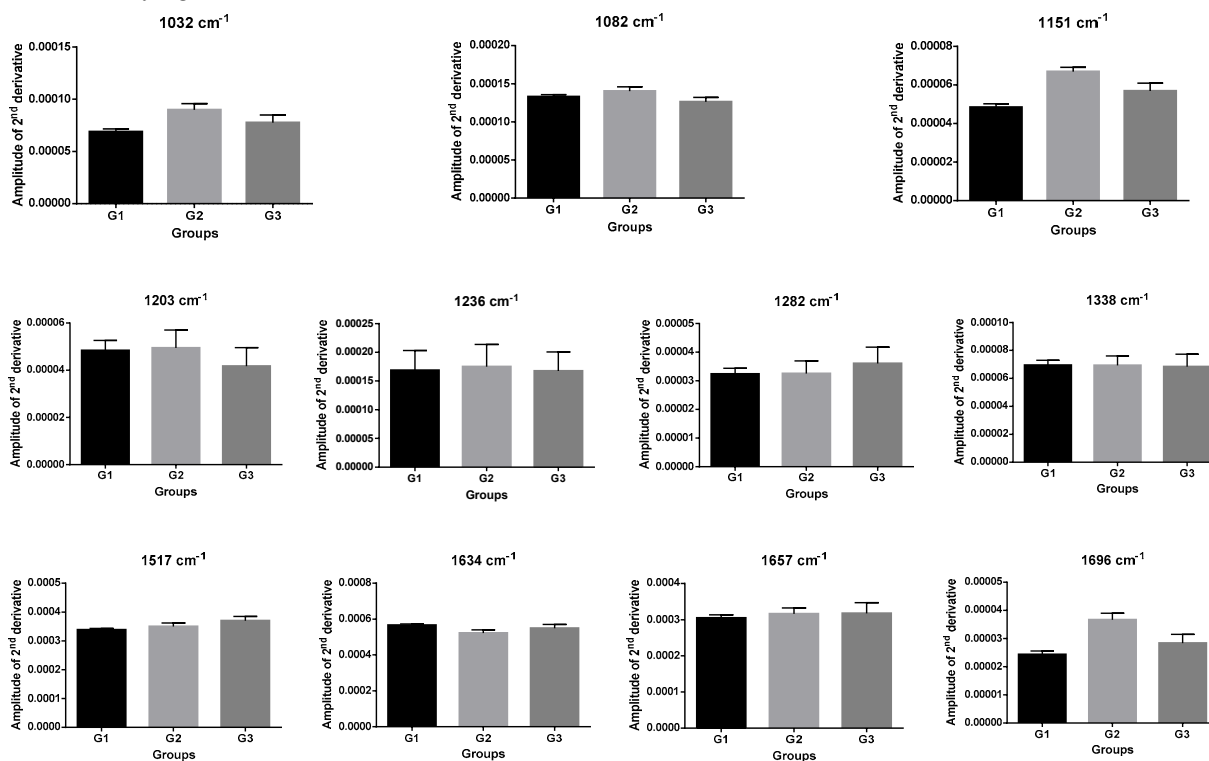 1032 cm-1
Amplitude of 2nd derivative
0.00015
0.00010
0.00005
0.00000
G1 G2 G3
Groups
1082 cm-1
Amplitude of 2nd derivative
0.00020
0.00015
0.00010
0.00005
0.00000
G1 G2 G3
Groups
1151 cm-1
Amplitude of 2nd derivative
0.00008
0.00006
0.00004
0.00002
0.00000
G1 G2 G3
Groups
1203 cm-1
Amplitude of 2nd derivative
0.00006
0.00004
0.00002
0.00000
G1 G2 G3
Groups
1236 cm-1
Amplitude of 2nd derivative
0.00025
0.00020
0.00015
0.00010
0.00005
0.00000
G1 G2 G3
Groups
1282 cm-1
Amplitude of 2nd derivative
0.00005
0.00004
0.00003
0.00002
0.00001
0.00000
G1 G2 G3
Groups
1338 cm-1
Amplitude of 2nd derivative
0.00010
0.00008
0.00006
0.00004
0.00002
0.00000
G1 G2 G3
Groups
1517 cm-1
Amplitude of 2nd derivative
0.0005
0.0004
0.0003
0.0002
0.0001
0.0000
G1 G2 G3
Groups
1634 cm-1
Amplitude of 2nd derivative
0.0008
0.0006
0.0004
0.0002
0.0000
G1 G2 G3
Groups
1657 cm-1
Amplitude of 2nd derivative
0.0004
0.0003
0.0002
0.0001
0.0000
G1 G2 G3
Groups
1696 cm-1
Amplitude of 2nd derivative
0.00005
0.00004
0.00003
0.00002
0.00001
0.00000
G1 G2 G3
Groups